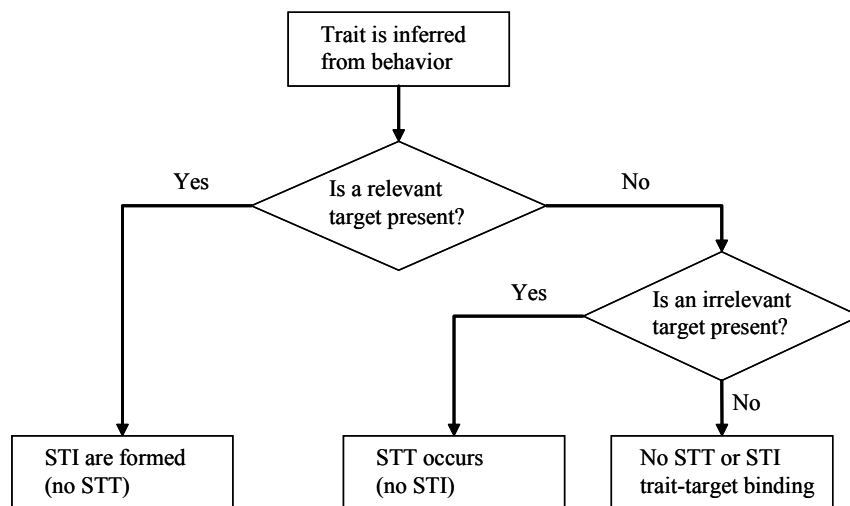 Trait is inferred
from behavior
Yes
Is a relevant
target present?
No
Yes
Is an irrelevant
target present?
No
STI are formed
(no STT)
STT occurs
(no STI)
No STT or STI
trait-target binding